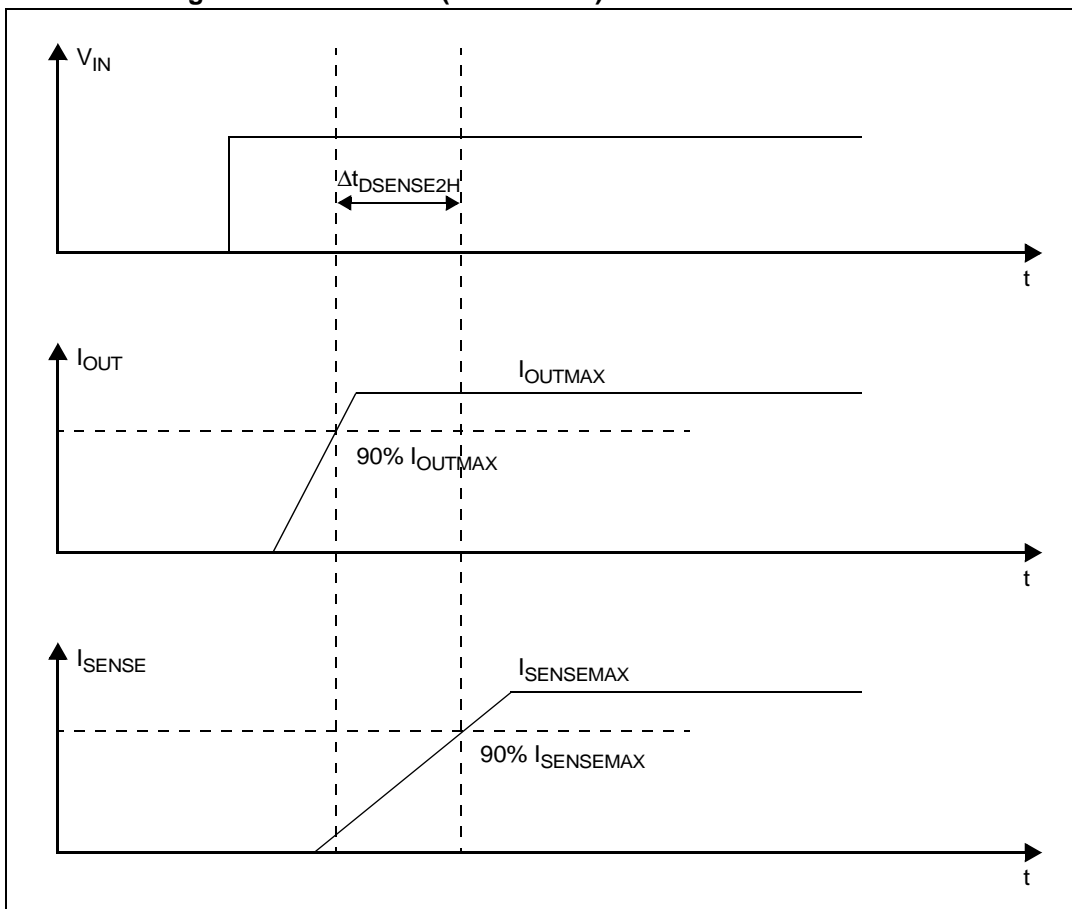 V_IN
Δt_DSENSE2H
t
I_OUT
I_OUTMAX
90% I_OUTMAX
t
I_SENSE
I_SENSEMAX
90% I_SENSEMAX
t